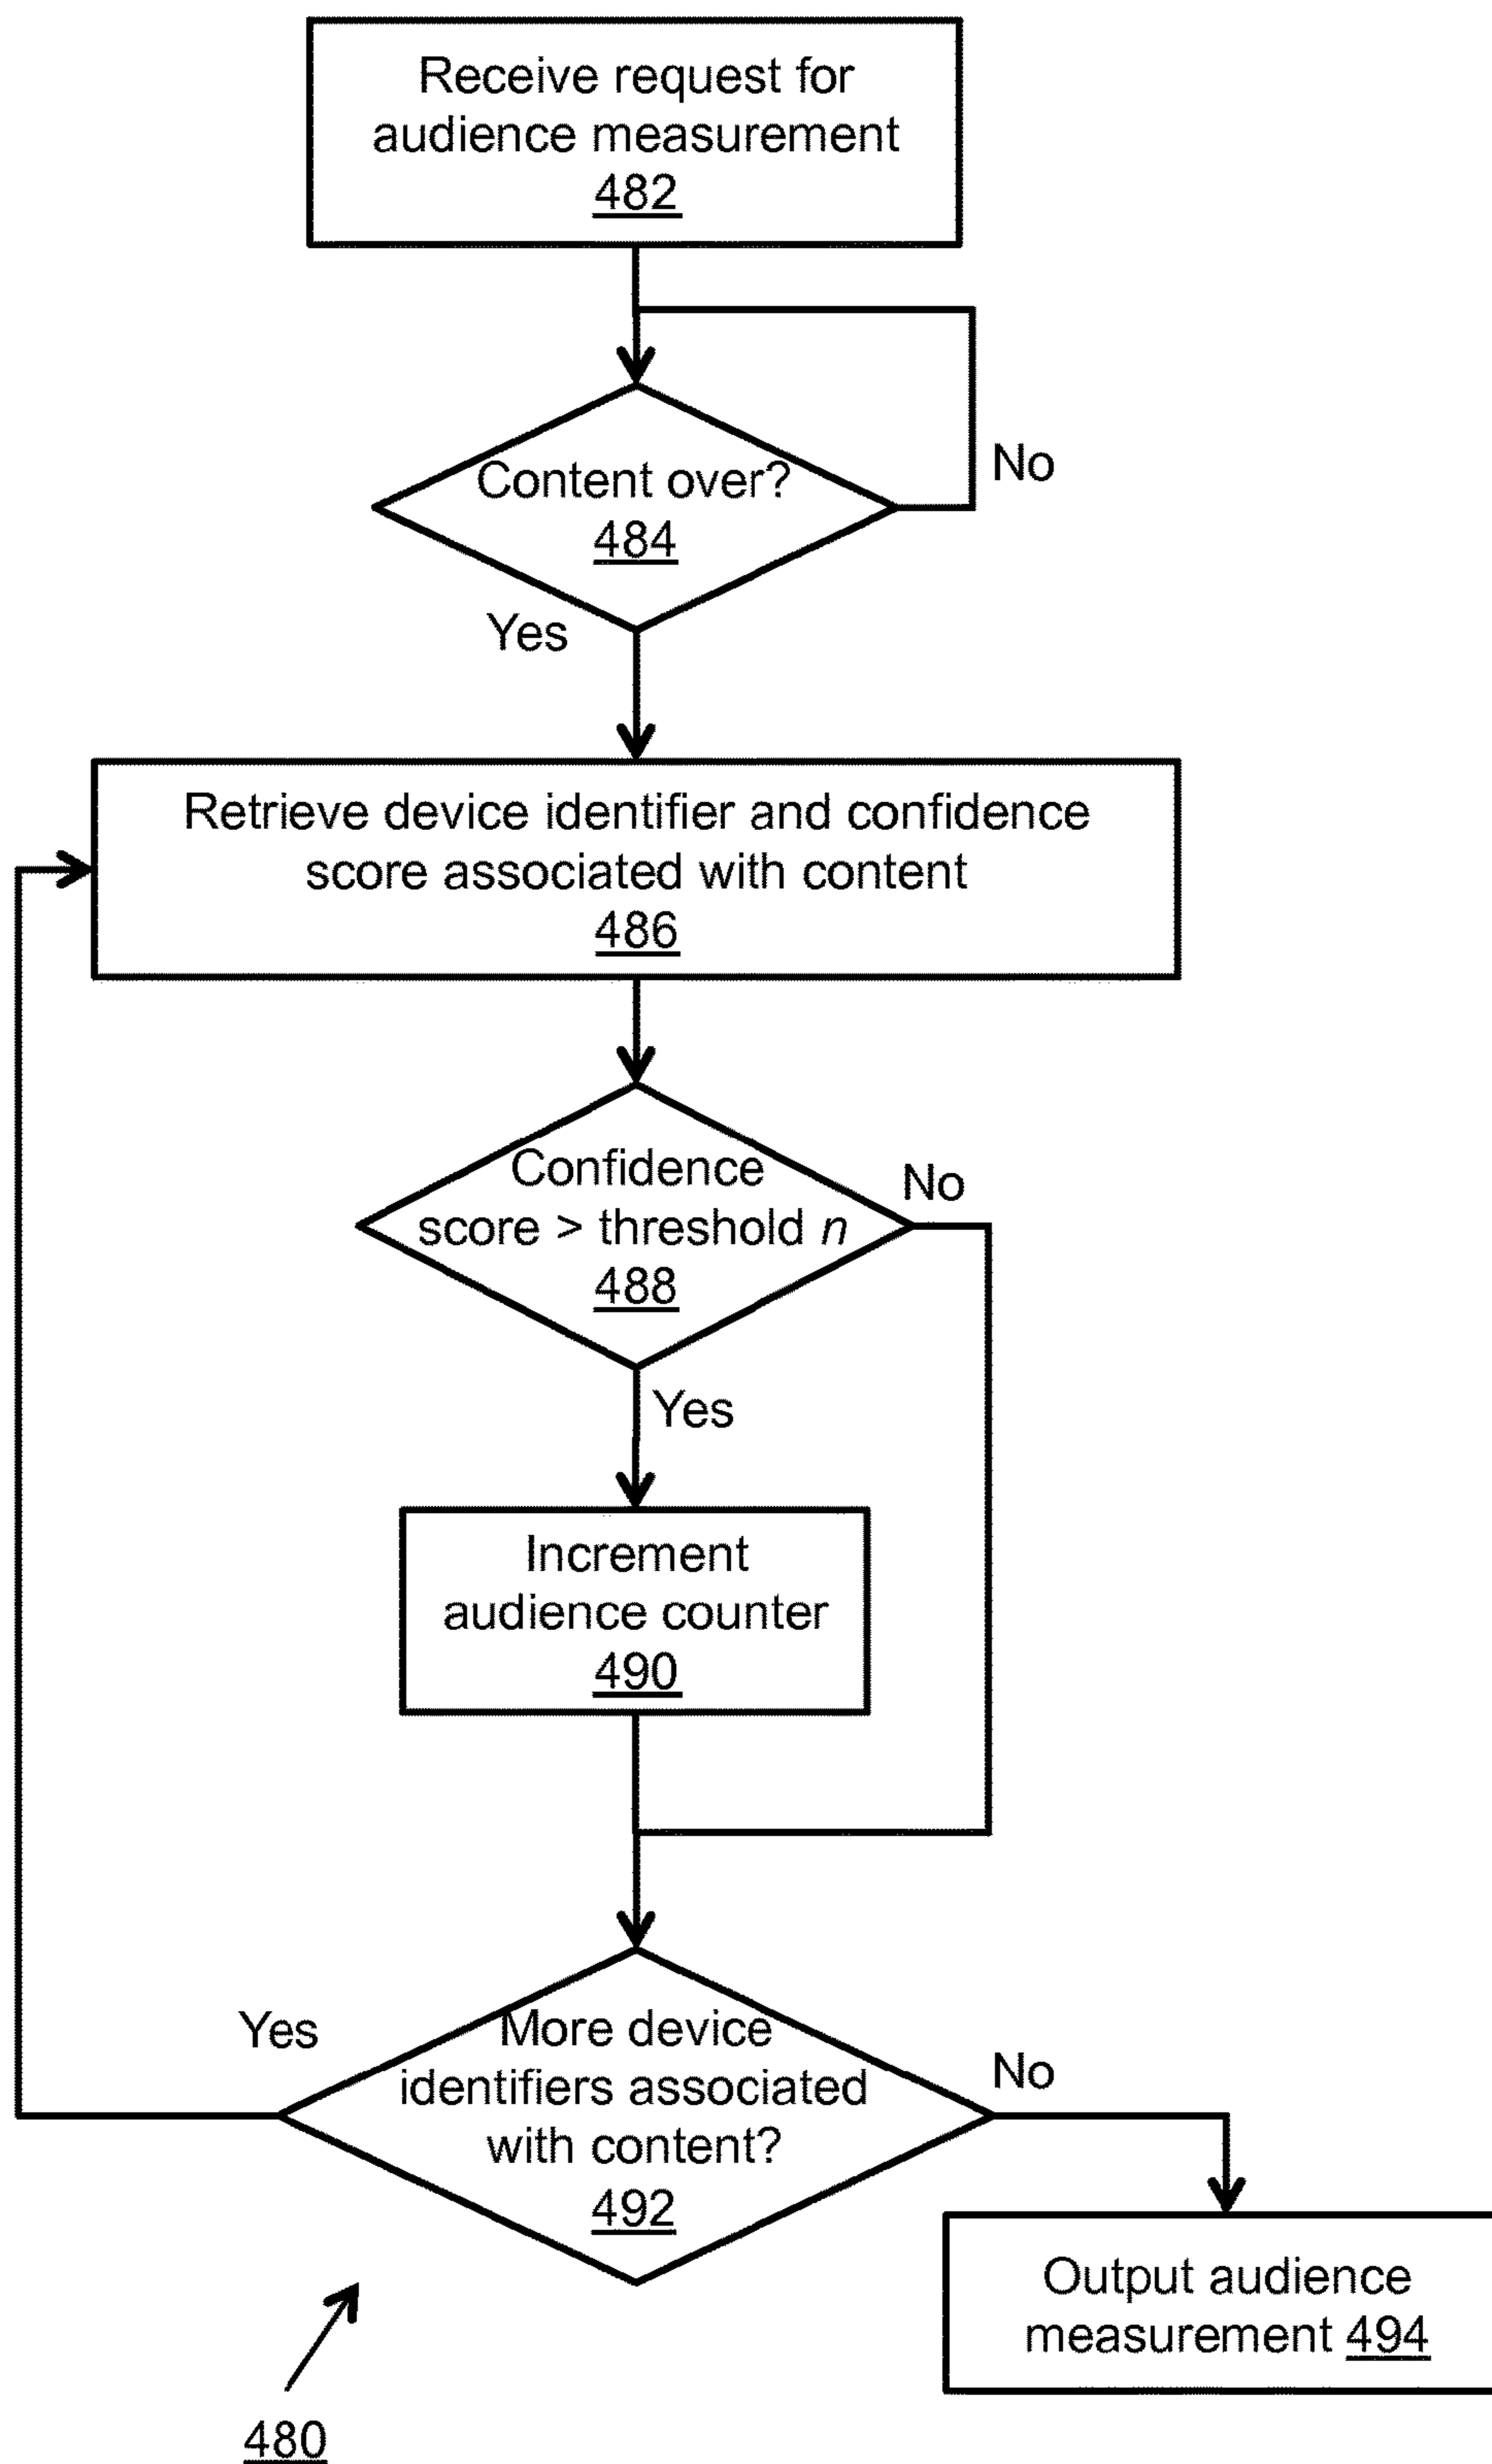 Receive request for
audience measurement
482
Content over?
484
No
Yes
Retrieve device identifier and confidence
score associated with content
486
Confidence
score > threshold n
488
No
Yes
Increment
audience counter
490
More device
identifiers associated
with content?
492
Yes
No
Output audience
measurement 494
480